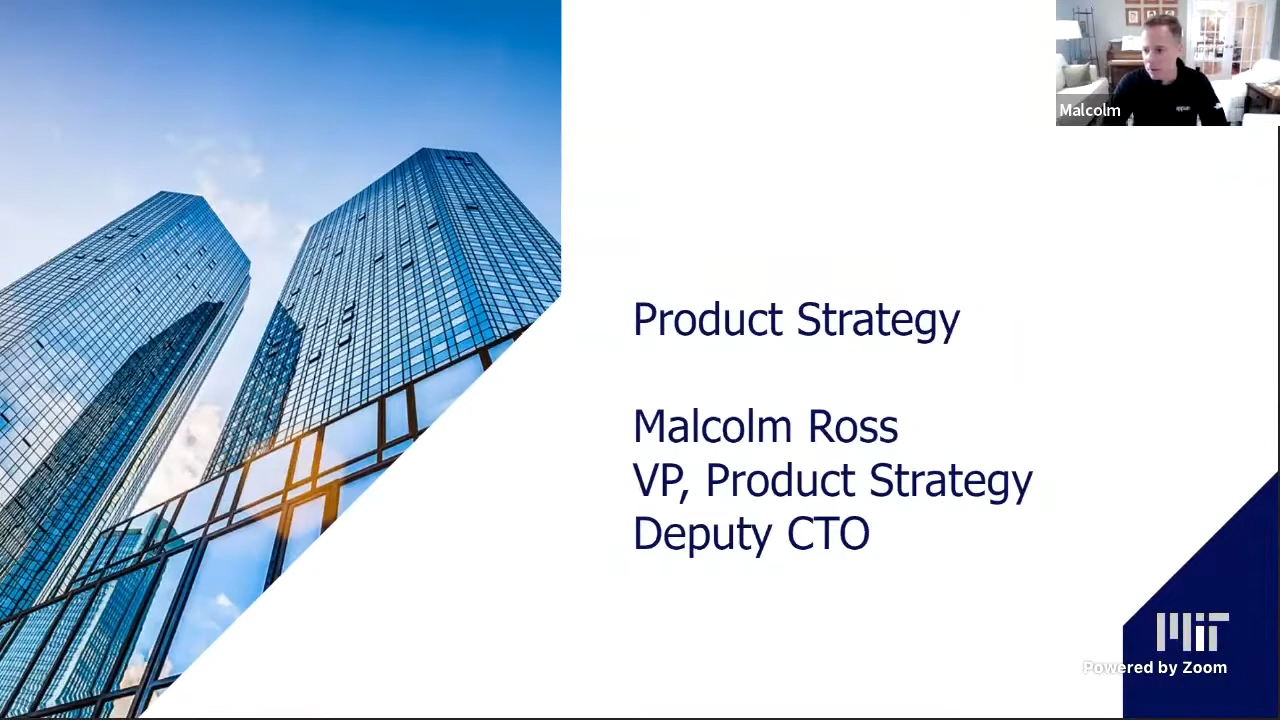 Malcolm
Product Strategy
Malcolm Ross
VP, Product Strategy
Deputy CTO
MIT
Powered by Zoom